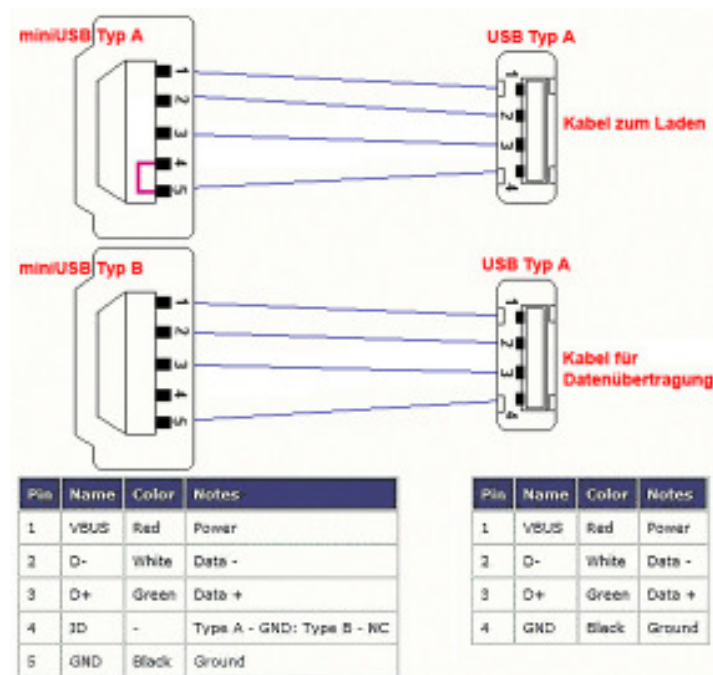 miniUSB Typ A
USB Typ A
1
2
3
4
5
1
2
3
4
Kabel zum Laden
miniUSB Typ B
USB Typ A
1
2
3
4
5
1
2
3
4
Kabel für
Datenübertragung
Pin Name Color Notes
1 VBUS Red Power
2 D- White Data -
3 D+ Green Data +
4 ID - Type A - GND: Type B - NC
5 GND Black Ground
Pin Name Color Notes
1 VBUS Red Power
2 D- White Data -
3 D+ Green Data +
4 GND Black Ground